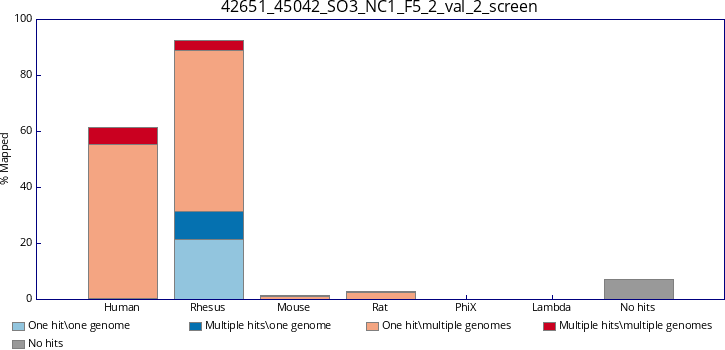 42651_45042_SO3_NC1_F5_2_val_2_screen
100
80
60
40
20
0
% Mapped
Human Rhesus Mouse Rat PhiX Lambda No hits
One hit\one genome Multiple hits\one genome One hit\multiple genomes Multiple hits\multiple genomes
No hits